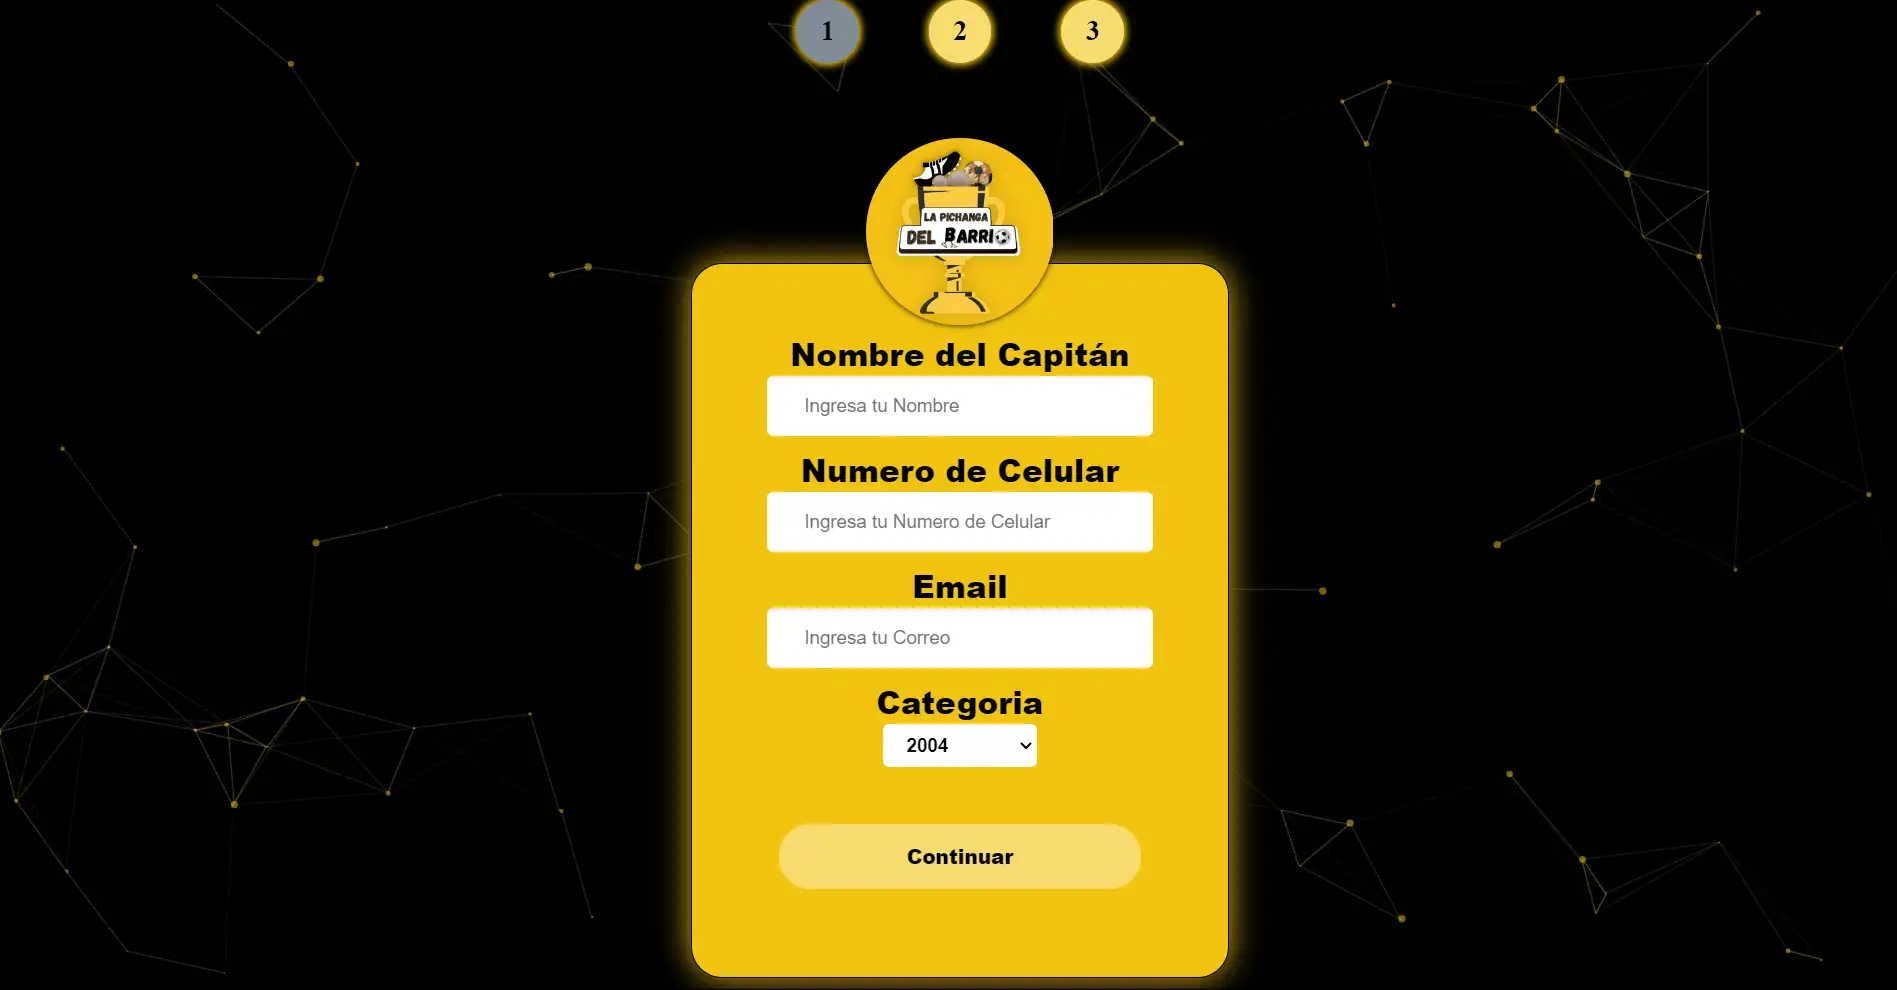 1 2 3
LA PICHANGA
DEL BARRIO
Nombre del Capitán
Ingresa tu Nombre
Numero de Celular
Ingresa tu Numero de Celular
Email
Ingresa tu Correo
Categoria
2004
Continuar